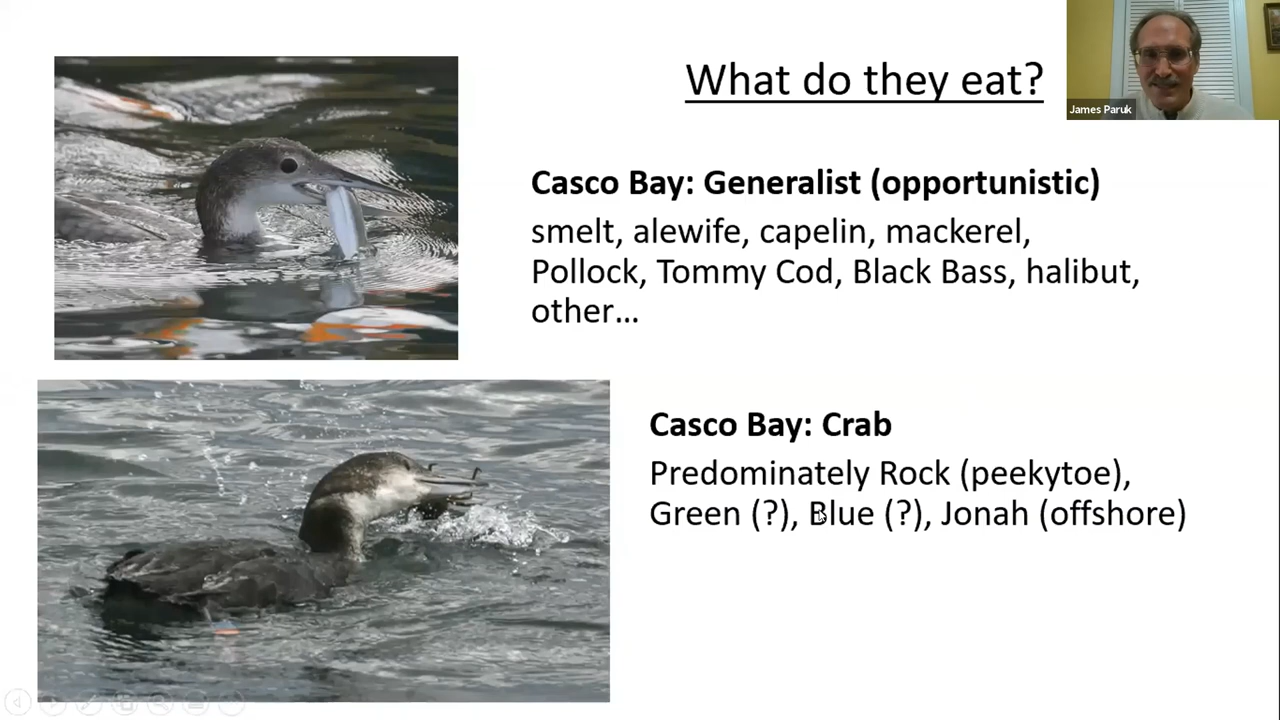 What do they eat?
James Paruk
Casco Bay: Generalist (opportunistic)
smelt, alewife, capelin, mackerel,
Pollock, Tommy Cod, Black Bass, halibut,
other...
Casco Bay: Crab
Predominately Rock (peekytoe),
Green (?), Blue (?), Jonah (offshore)